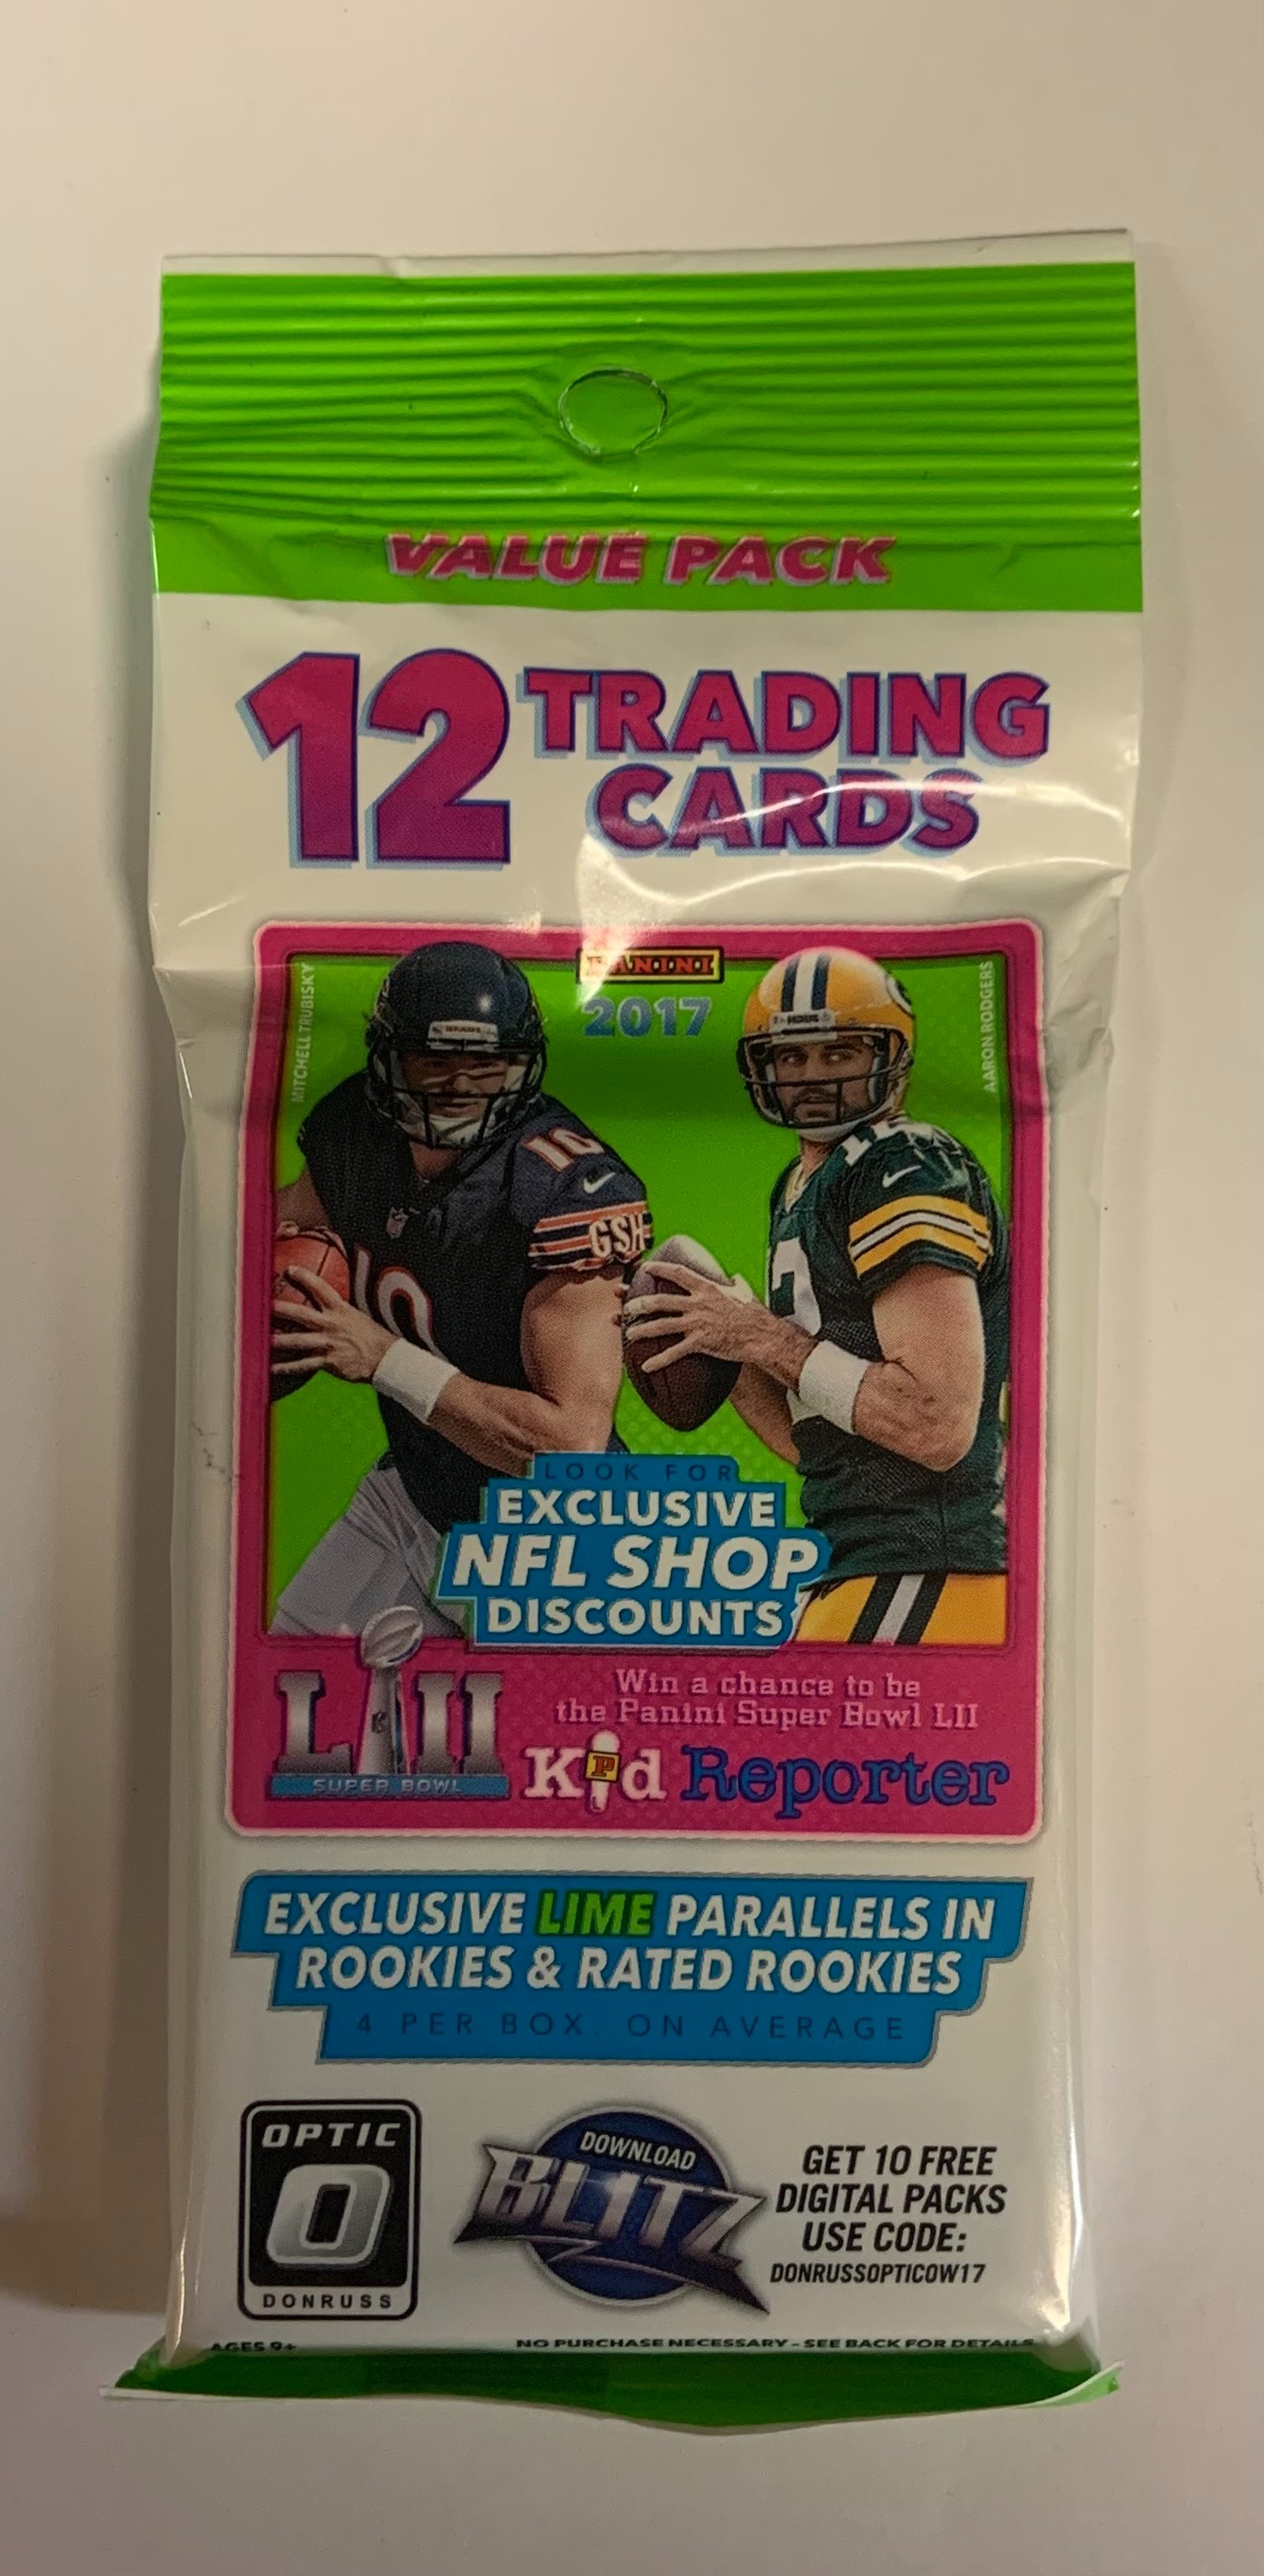 VALUE PACK
12 TRADING
CARDS
PANINI
2017
MITCHELL TRUBISKY
AARON RODGERS
10
GSH
10
12
LOOK FOR
EXCLUSIVE
NFL SHOP
DISCOUNTS
LII
SUPER BOWL
Win a chance to be
the Panini Super Bowl LII
Kid Reporter
EXCLUSIVE LIME PARALLELS IN
ROOKIES & RATED ROOKIES
4 PER BOX, ON AVERAGE
OPTIC
O
DONRUSS
DOWNLOAD
BLITZ
GET 10 FREE
DIGITAL PACKS
USE CODE:
DONRUSSOPTICOW17
AGES 9+
NO PURCHASE NECESSARY - SEE BACK FOR DETAILS